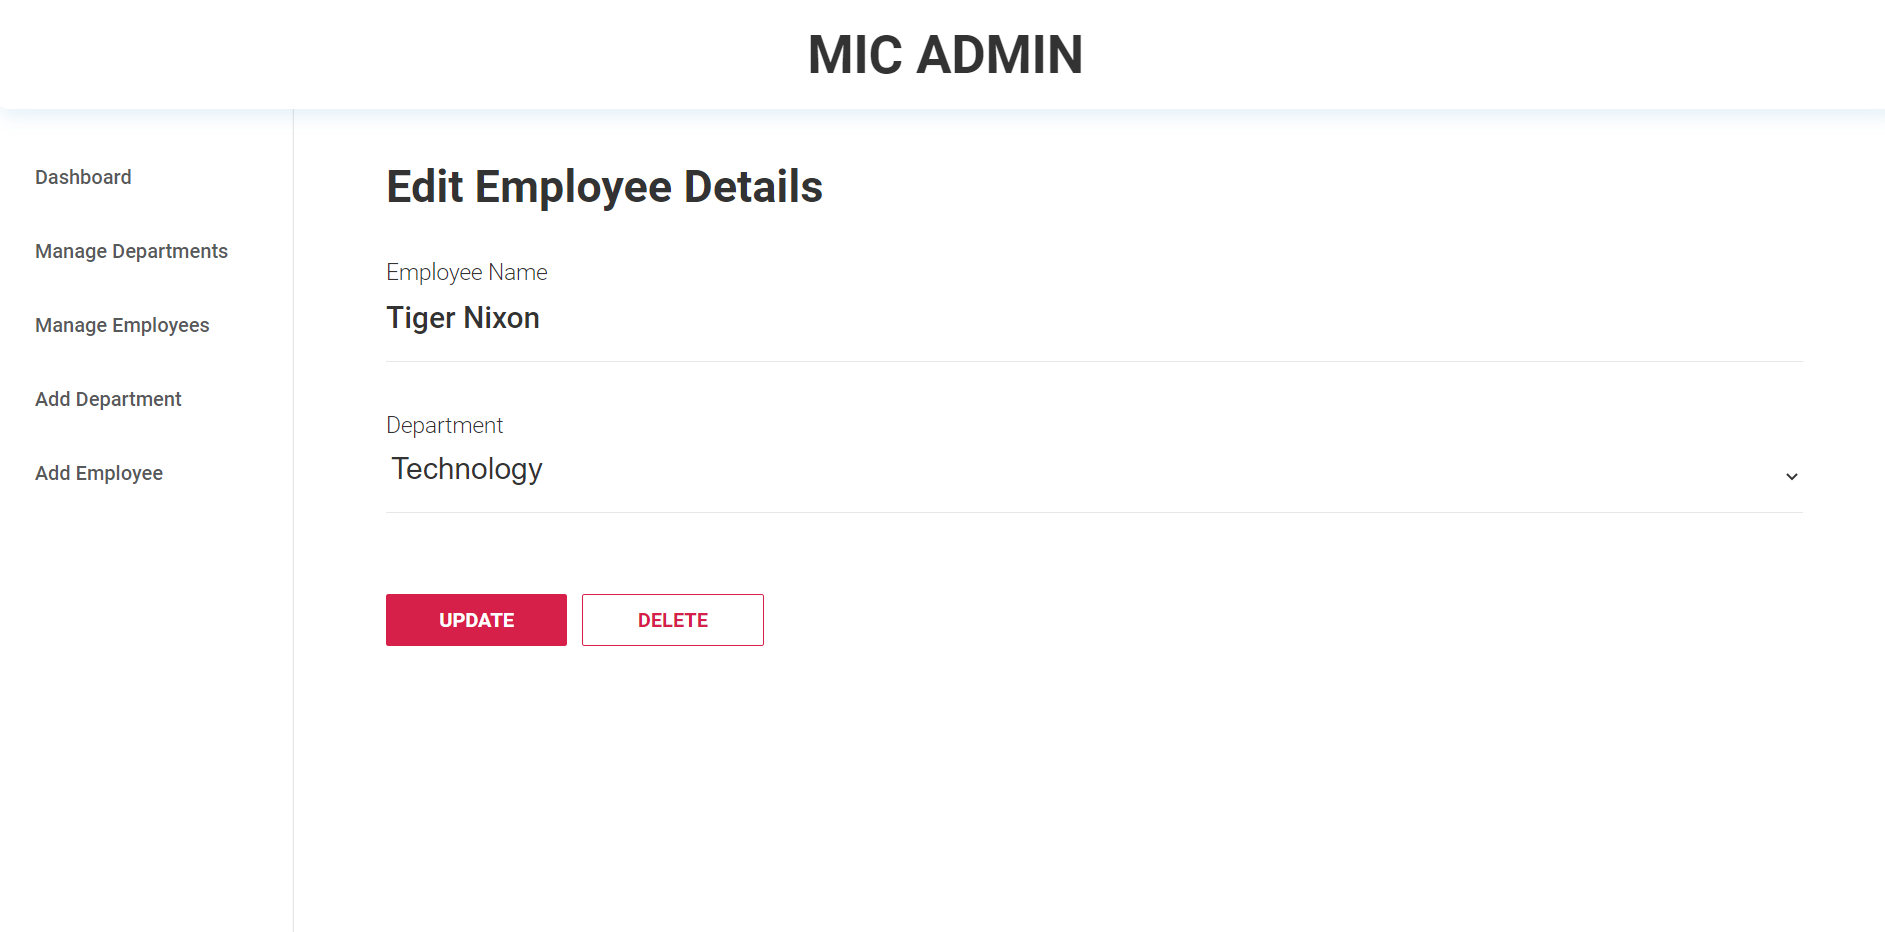 MIC ADMIN
Dashboard
Manage Departments
Manage Employees
Add Department
Add Employee
Edit Employee Details
Employee Name
Tiger Nixon
Department
Technology
UPDATE
DELETE